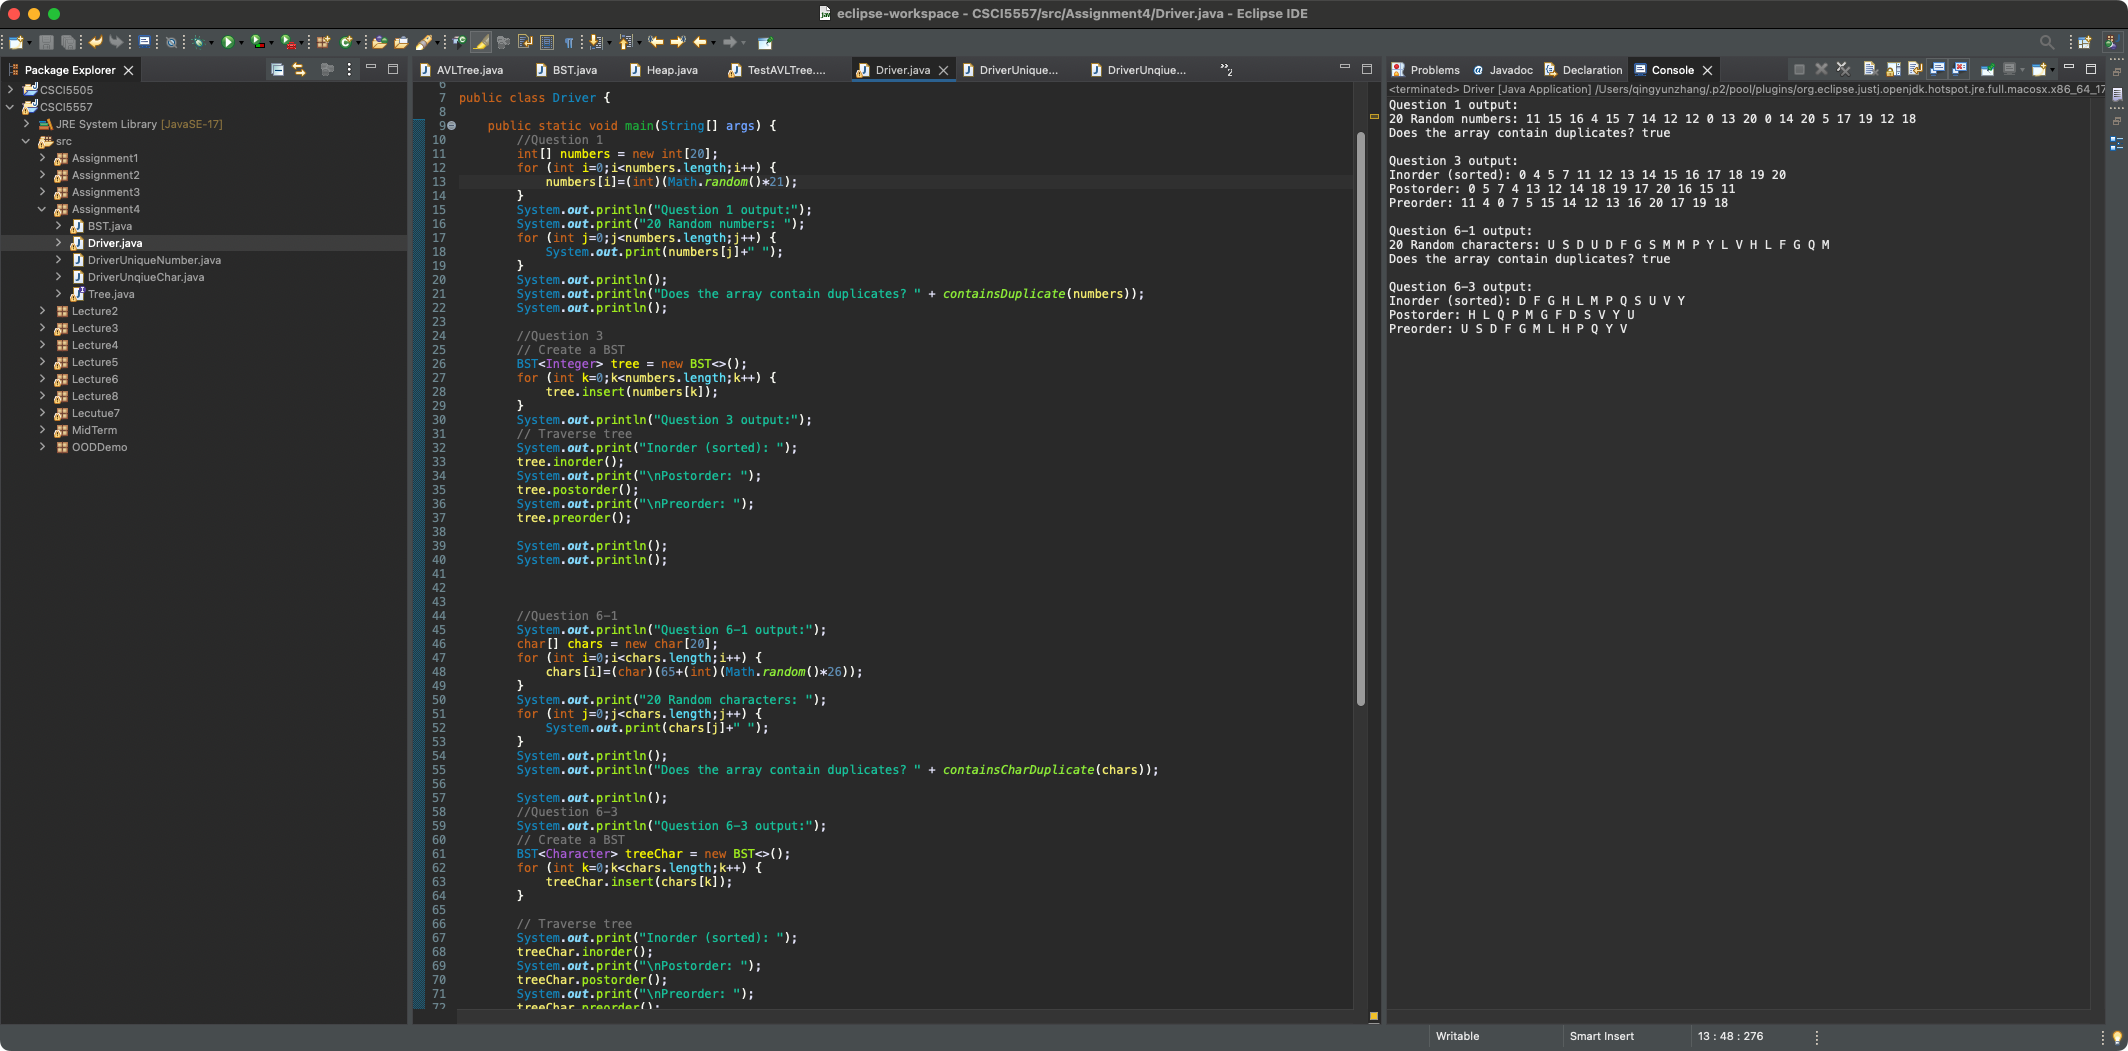 eclipse-workspace - CSCI5557/src/Assignment4/Driver.java - Eclipse IDE
Package Explorer
CSCI5505
CSCI5557
JRE System Library [JavaSE-17]
src
Assignment1
Assignment2
Assignment3
Assignment4
BST.java
Driver.java
DriverUniqueNumber.java
DriverUnqiueChar.java
Tree.java
Lecture2
Lecture3
Lecture4
Lecture5
Lecture6
Lecture8
Lecutue7
MidTerm
OODDemo
AVLTree.java BST.java Heap.java TestAVLTree.... Driver.java DriverUnique... DriverUnqiue... »2
6
7 public class Driver {
8
9 public static void main(String[] args) {
10 //Question 1
11 int[] numbers = new int[20];
12 for (int i=0;i<numbers.length;i++) {
13 numbers[i]=(int)(Math.random()*21);
14 }
15 System.out.println("Question 1 output:");
16 System.out.print("20 Random numbers: ");
17 for (int j=0;j<numbers.length;j++) {
18 System.out.print(numbers[j]+" ");
19 }
20 System.out.println();
21 System.out.println("Does the array contain duplicates? " + containsDuplicate(numbers));
22 System.out.println();
23
24 //Question 3
25 // Create a BST
26 BST<Integer> tree = new BST<>();
27 for (int k=0;k<numbers.length;k++) {
28 tree.insert(numbers[k]);
29 }
30 System.out.println("Question 3 output:");
31 // Traverse tree
32 System.out.print("Inorder (sorted): ");
33 tree.inorder();
34 System.out.print("\nPostorder: ");
35 tree.postorder();
36 System.out.print("\nPreorder: ");
37 tree.preorder();
38
39 System.out.println();
40 System.out.println();
41
42
43
44 //Question 6-1
45 System.out.println("Question 6-1 output:");
46 char[] chars = new char[20];
47 for (int i=0;i<chars.length;i++) {
48 chars[i]=(char)(65+(int)(Math.random()*26));
49 }
50 System.out.print("20 Random characters: ");
51 for (int j=0;j<chars.length;j++) {
52 System.out.print(chars[j]+" ");
53 }
54 System.out.println();
55 System.out.println("Does the array contain duplicates? " + containsCharDuplicate(chars));
56
57 System.out.println();
58 //Question 6-3
59 System.out.println("Question 6-3 output:");
60 // Create a BST
61 BST<Character> treeChar = new BST<>();
62 for (int k=0;k<chars.length;k++) {
63 treeChar.insert(chars[k]);
64 }
65
66 // Traverse tree
67 System.out.print("Inorder (sorted): ");
68 treeChar.inorder();
69 System.out.print("\nPostorder: ");
70 treeChar.postorder();
71 System.out.print("\nPreorder: ");
72 treeChar.preorder();
Problems Javadoc Declaration Console
<terminated> Driver [Java Application] /Users/qingyunzhang/.p2/pool/plugins/org.eclipse.justj.openjdk.hotspot.jre.full.macosx.x86_64_17
Question 1 output:
20 Random numbers: 11 15 16 4 15 7 14 12 12 0 13 20 0 14 20 5 17 19 12 18
Does the array contain duplicates? true
Question 3 output:
Inorder (sorted): 0 4 5 7 11 12 13 14 15 16 17 18 19 20
Postorder: 0 5 7 4 13 12 14 18 19 17 20 16 15 11
Preorder: 11 4 0 7 5 15 14 12 13 16 20 17 19 18
Question 6-1 output:
20 Random characters: U S D U D F G S M M P Y L V H L F G Q M
Does the array contain duplicates? true
Question 6-3 output:
Inorder (sorted): D F G H L M P Q S U V Y
Postorder: H L Q P M G F D S V Y U
Preorder: U S D F G M L H P Q Y V
Writable Smart Insert 13 : 48 : 276